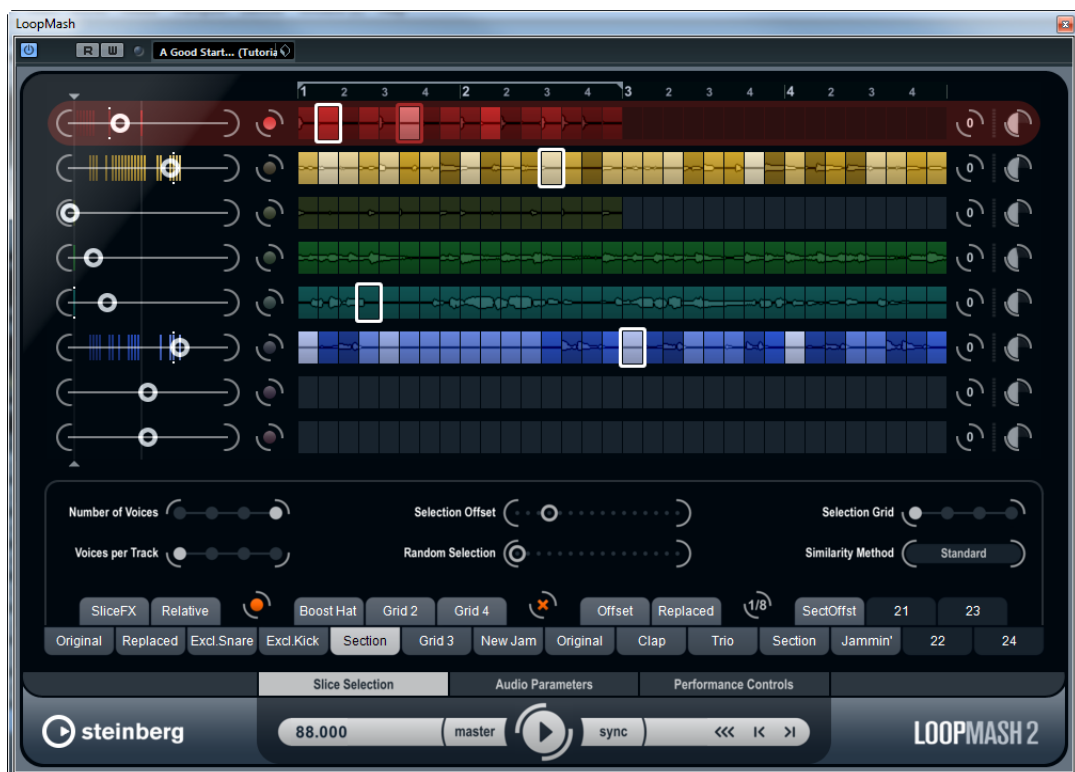 LoopMash
R W A Good Start... (Tutoria
1 2 3 4 2 2 3 4 3 2 3 4 4 2 3 4
0
0
0
0
0
0
0
0
Number of Voices Selection Offset Selection Grid
Voices per Track Random Selection Similarity Method Standard
SliceFX Relative Boost Hat Grid 2 Grid 4 Offset Replaced 1/8 SectOffst 21 23
Original Replaced Excl.Snare Excl.Kick Section Grid 3 New Jam Original Clap Trio Section Jammin' 22 24
Slice Selection Audio Parameters Performance Controls
steinberg 88.000 master sync LOOPMASH 2